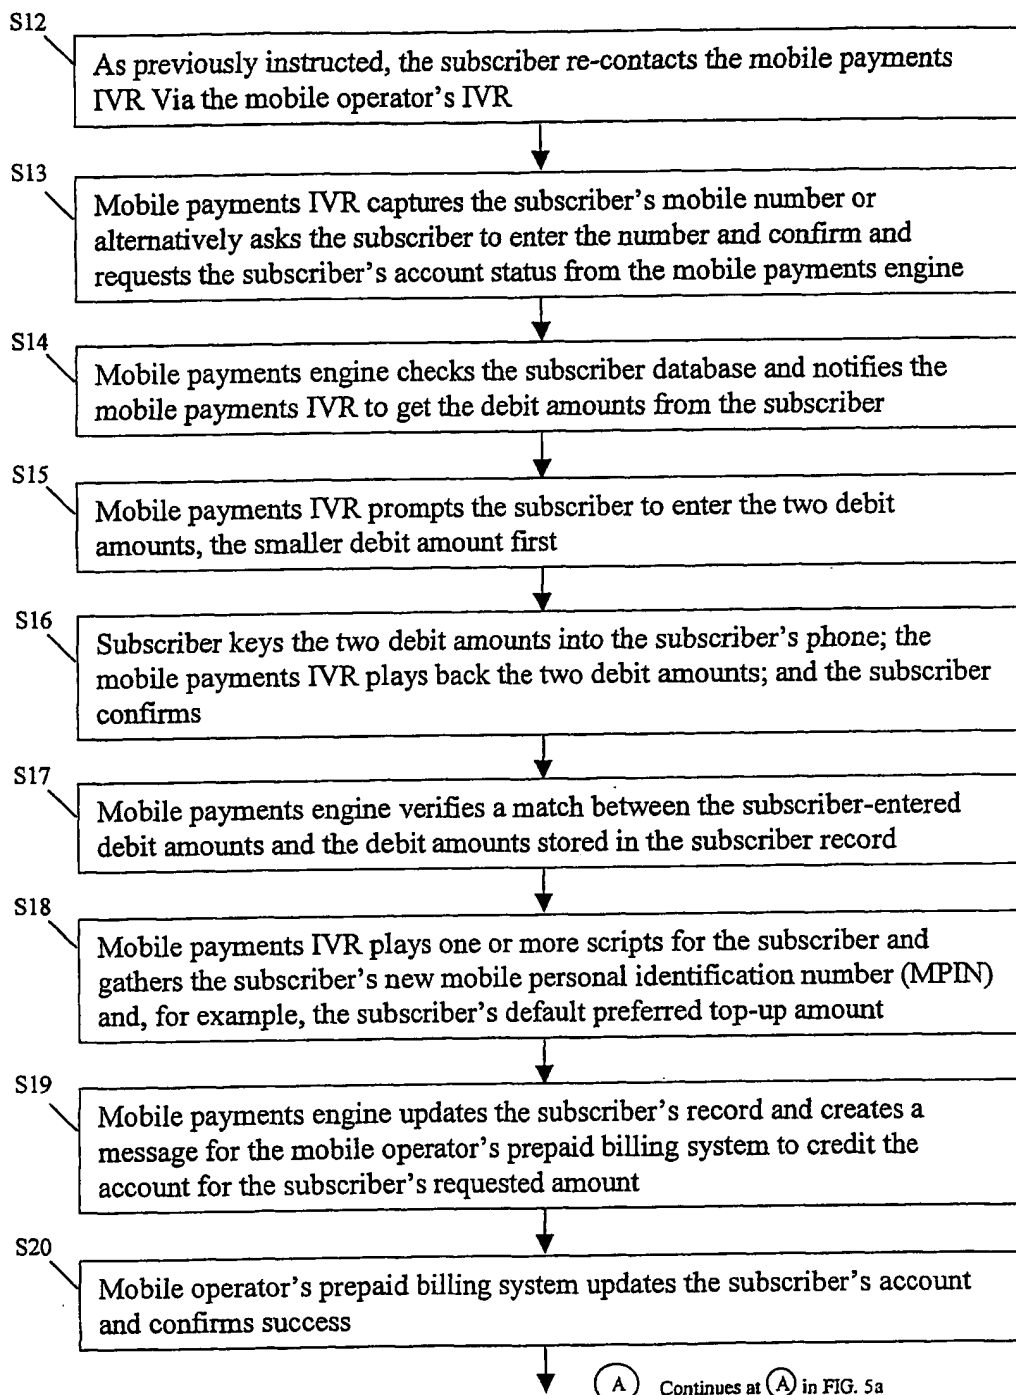 S12
As previously instructed, the subscriber re-contacts the mobile payments
IVR Via the mobile operator's IVR
S13
Mobile payments IVR captures the subscriber's mobile number or
alternatively asks the subscriber to enter the number and confirm and
requests the subscriber's account status from the mobile payments engine
S14
Mobile payments engine checks the subscriber database and notifies the
mobile payments IVR to get the debit amounts from the subscriber
S15
Mobile payments IVR prompts the subscriber to enter the two debit
amounts, the smaller debit amount first
S16
Subscriber keys the two debit amounts into the subscriber's phone; the
mobile payments IVR plays back the two debit amounts; and the subscriber
confirms
S17
Mobile payments engine verifies a match between the subscriber-entered
debit amounts and the debit amounts stored in the subscriber record
S18
Mobile payments IVR plays one or more scripts for the subscriber and
gathers the subscriber's new mobile personal identification number (MPIN)
and, for example, the subscriber's default preferred top-up amount
S19
Mobile payments engine updates the subscriber's record and creates a
message for the mobile operator's prepaid billing system to credit the
account for the subscriber's requested amount
S20
Mobile operator's prepaid billing system updates the subscriber's account
and confirms success
A Continues at A in FIG. 5a